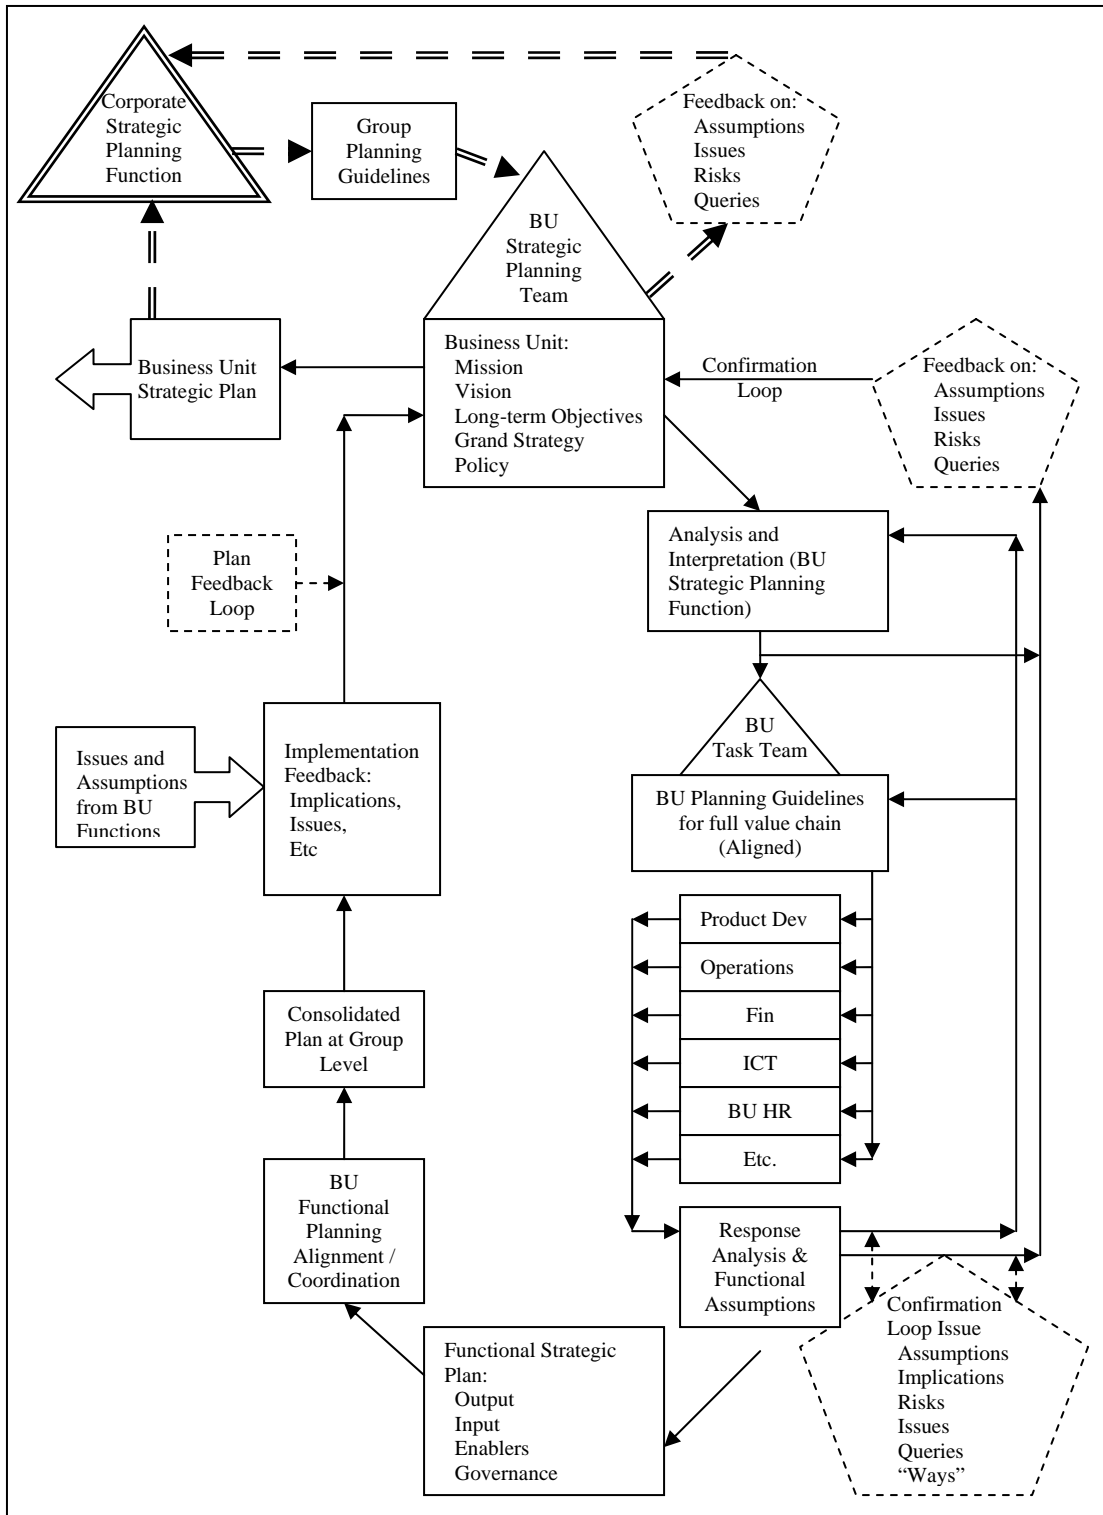 Corporate
Strategic
Planning
Function
Group
Planning
Guidelines
Feedback on:
Assumptions
Issues
Risks
Queries
BU
Strategic
Planning
Team
Business Unit
Strategic Plan
Business Unit:
Mission
Vision
Long-term Objectives
Grand Strategy
Policy
Confirmation
Loop
Feedback on:
Assumptions
Issues
Risks
Queries
Plan
Feedback
Loop
Analysis and
Interpretation (BU
Strategic Planning
Function)
BU
Task Team
Issues and
Assumptions
from BU
Functions
Implementation
Feedback:
Implications,
Issues,
Etc
BU Planning Guidelines
for full value chain
(Aligned)
Product Dev
Operations
Fin
ICT
BU HR
Etc.
Consolidated
Plan at Group
Level
BU
Functional
Planning
Alignment /
Coordination
Response
Analysis &
Functional
Assumptions
Functional Strategic
Plan:
Output
Input
Enablers
Governance
Confirmation
Loop Issue
Assumptions
Implications
Risks
Issues
Queries
“Ways”